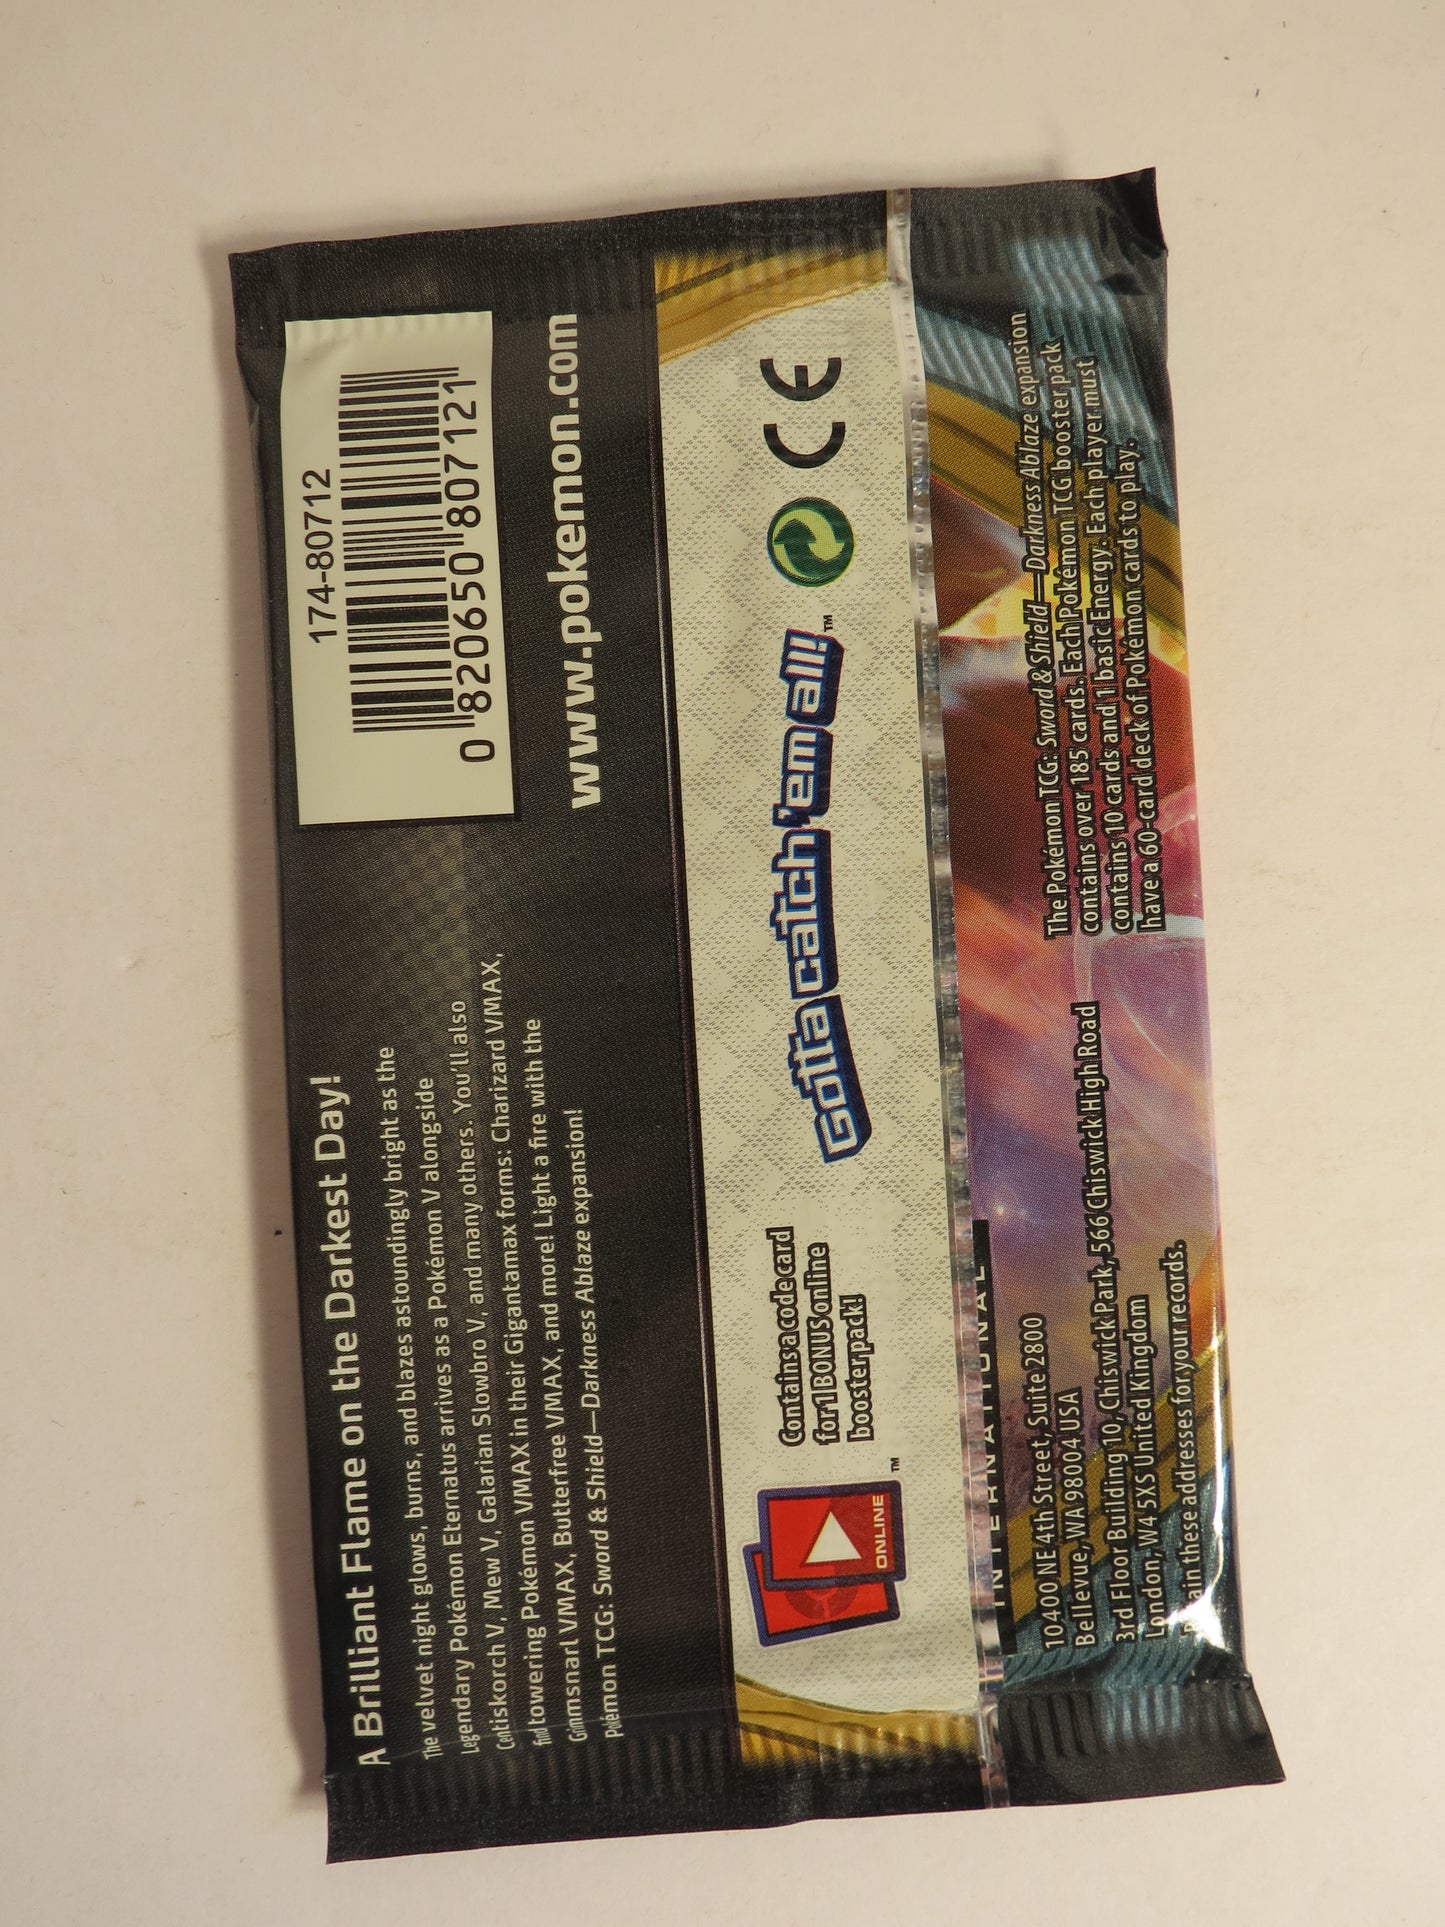 A Brilliant Flame on the Darkest Day!
The velvet night glows, burns, and blazes astoundingly bright as the
Legendary Pokémon Eternatus arrives as a Pokémon V alongside
Centiskorch V, Mew V, Galarian Slowbro V, and many others. You'll also
find towering Pokémon VMAX in their Gigantamax forms: Charizard VMAX,
Grimmsnarl VMAX, Butterfree VMAX, and more! Light a fire with the
Pokémon TCG: Sword & Shield—Darkness Ablaze expansion!
174-80712
0 820650 807121
www.pokemon.com
ONLINE
TM
Contains a code card
for 1 BONUS online
booster pack!
Gotta catch 'em all!™
CE
INTERNATIONAL
10400 NE 4th Street, Suite 2800
Bellevue, WA 98004 USA
3rd Floor Building 10, Chiswick Park, 566 Chiswick High Road
London, W4 5XS United Kingdom
Retain these addresses for your records.
The Pokémon TCG: Sword & Shield—Darkness Ablaze expansion
contains over 185 cards. Each Pokémon TCG booster pack
contains 10 cards and 1 basic Energy. Each player must
have a 60-card deck of Pokémon cards to play.